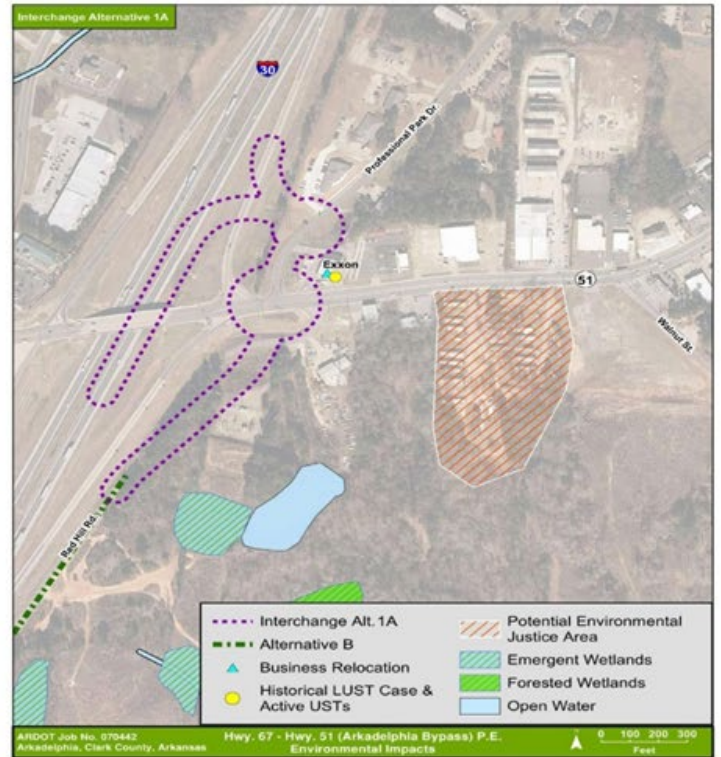 Interchange Alternative 1A
30
Professional Park Dr.
Exxon
51
Walnut St.
Red Hill Rd.
Interchange Alt. 1A
Alternative B
Business Relocation
Historical LUST Case &
Active USTs
Potential Environmental
Justice Area
Emergent Wetlands
Forested Wetlands
Open Water
ARDOT Job No. 070442
Arkadelphia, Clark County, Arkansas
Hwy. 67 - Hwy. 51 (Arkadelphia Bypass) P.E.
Environmental Impacts
0 100 200 300
Feet